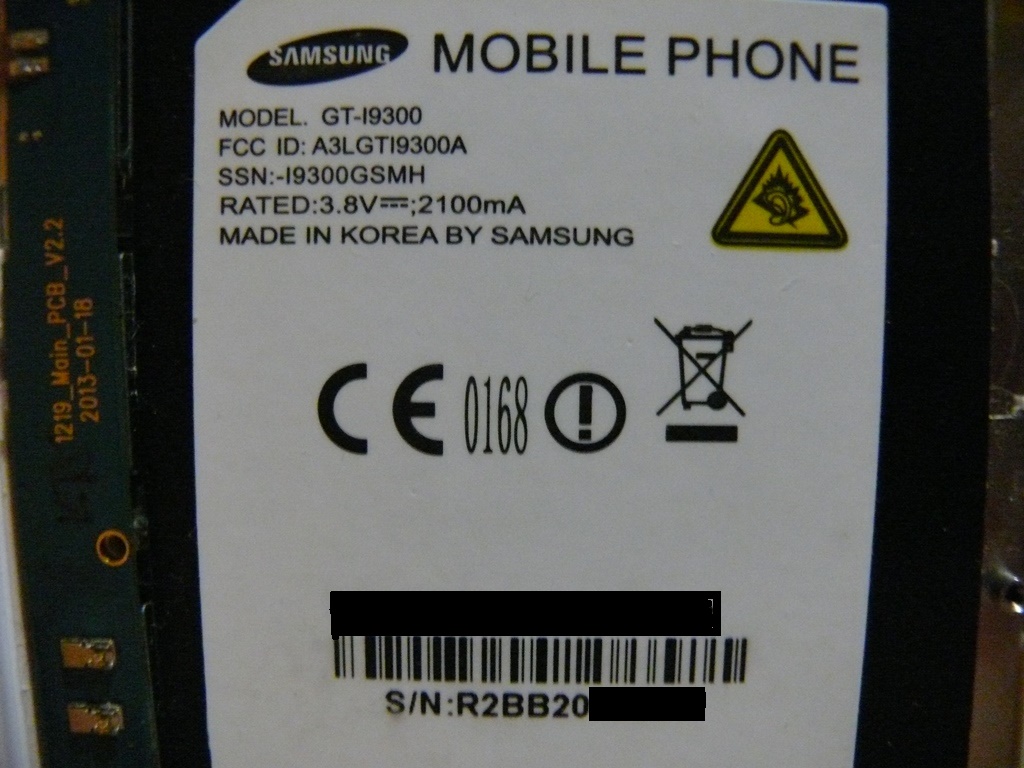 SAMSUNG MOBILE PHONE
MODEL. GT-I9300
FCC ID: A3LGTI9300A
SSN:-I9300GSMH
RATED:3.8V⎓;2100mA
MADE IN KOREA BY SAMSUNG
CE 0168
S/N:R2BB20
1219_Main_PCB_V2.2
2013-01-18